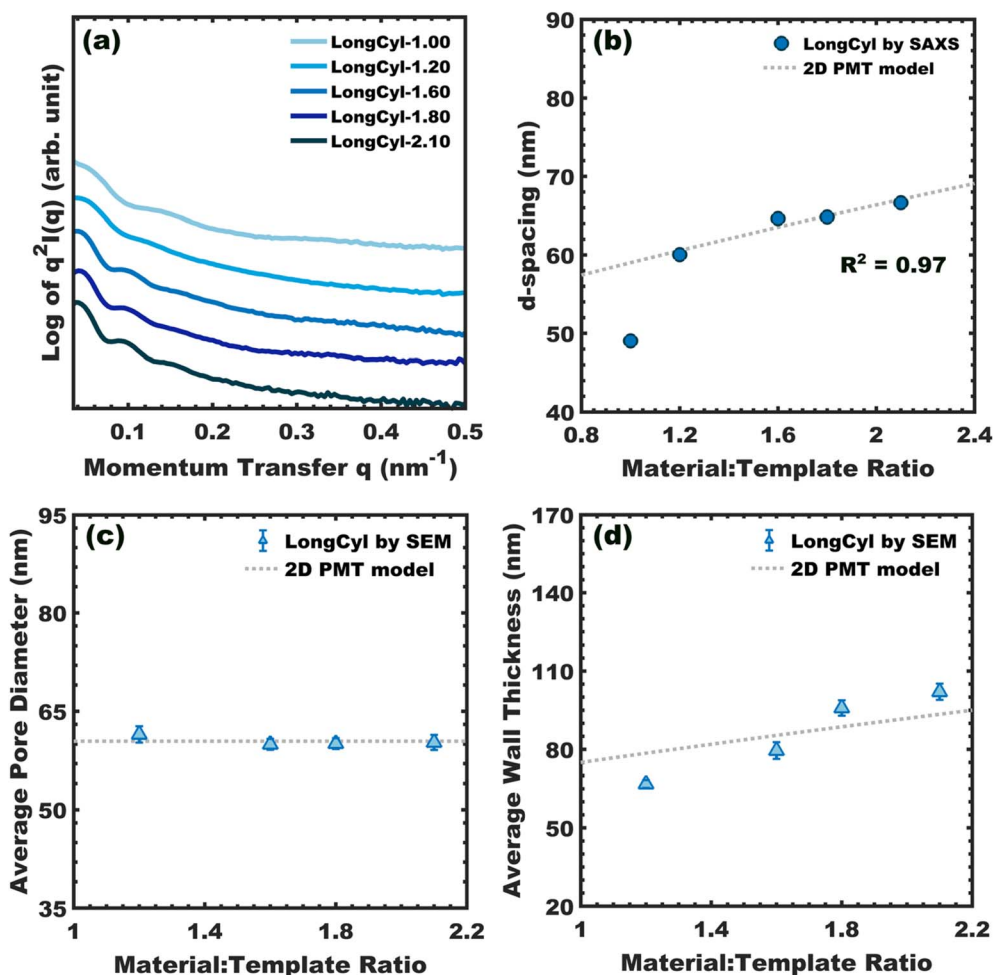 (a)
LongCyl-1.00
LongCyl-1.20
LongCyl-1.60
LongCyl-1.80
LongCyl-2.10
Log of q²I(q) (arb. unit)
0.1 0.2 0.3 0.4 0.5
Momentum Transfer q (nm⁻¹)
(b)
LongCyl by SAXS
2D PMT model
R² = 0.97
d-spacing (nm)
90
80
70
60
50
40
0.8 1.2 1.6 2 2.4
Material:Template Ratio
(c)
LongCyl by SEM
2D PMT model
Average Pore Diameter (nm)
95
80
65
50
35
1 1.4 1.8 2.2
Material:Template Ratio
(d)
LongCyl by SEM
2D PMT model
Average Wall Thickness (nm)
170
140
110
80
50
20
1 1.4 1.8 2.2
Material:Template Ratio